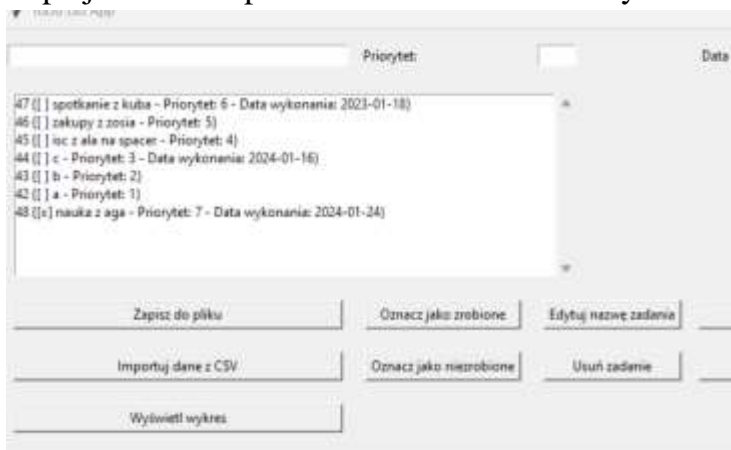 Priorytet:
Data
47 ([ ] spotkanie z kuba - Priorytet: 6 - Data wykonania: 2023-01-18)
46 ([ ] zakupy z zosia - Priorytet: 5)
45 ([ ] isc z ala na spacer - Priorytet: 4)
44 ([ ] c - Priorytet: 3 - Data wykonania: 2024-01-16)
43 ([ ] b - Priorytet: 2)
42 ([ ] a - Priorytet: 1)
48 ([x] nauka z aga - Priorytet: 7 - Data wykonania: 2024-01-24)
Zapisz do pliku
Oznacz jako zrobione
Edytuj nazwę zadania
Importuj dane z CSV
Oznacz jako niezrobione
Usuń zadanie
Wyświetl wykres